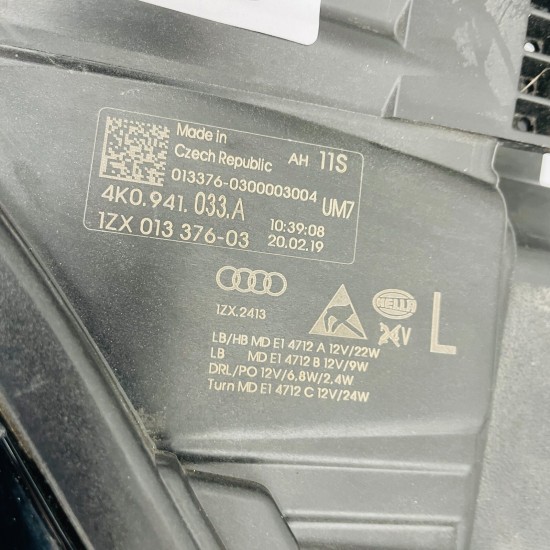 Made in
Czech Republic AH 11S
013376-0300003004
4K0.941.033.A UM7
1ZX 013 376-03 10:39:08
20.02.19
1ZX.2413
HELLA
24V
L
LB/HB MD E1 4712 A 12V/22W
LB MD E1 4712 B 12V/9W
DRL/PO 12V/6.8W/2.4W
Turn MD E1 4712 C 12V/24W